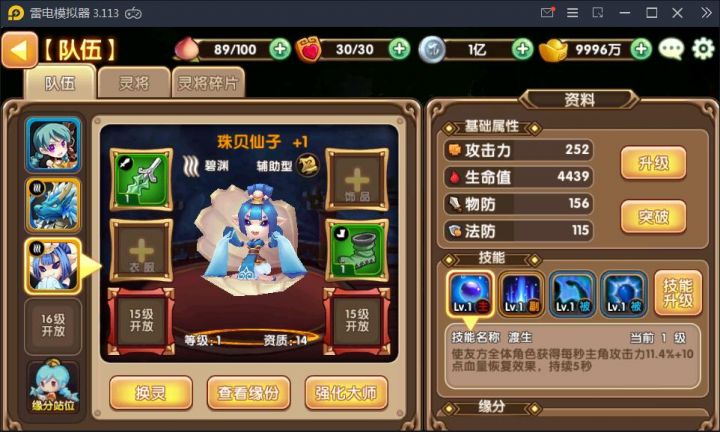 雷电模拟器 3.113
【队伍】
89/100
30/30
1亿
9996万
队伍
灵将
灵将碎片
珠贝仙子 +1
碧渊
辅助型
1
饰品
衣服
1
15级
开放
15级
开放
等级:1
资质:14
16级
开放
缘分站位
换灵
查看缘份
强化大师
资料
基础属性
攻击力 252
生命值 4439
物防 156
法防 115
升级
突破
技能
Lv.1 主
Lv.1 副
Lv.1 被
Lv.1 被
技能
升级
技能名称 渡生
当前 1 级
使友方全体角色获得每秒主角攻击力11.4%+10
点血量恢复效果，持续5秒
缘分